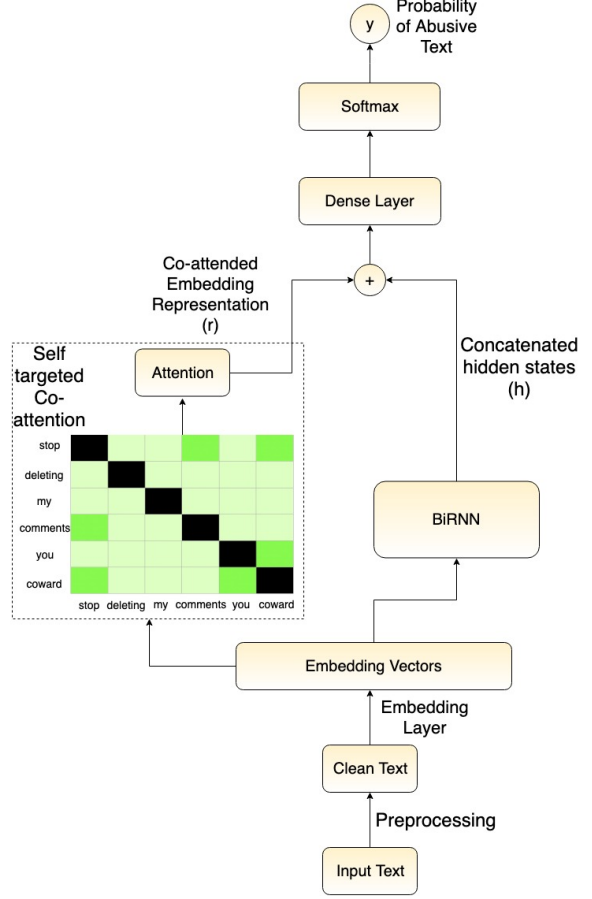 y
Probability
of Abusive
Text
Softmax
Dense Layer
+
Co-attended
Embedding
Representation
(r)
Concatenated
hidden states
(h)
Self
targeted
Co-
attention
Attention
stop
deleting
my
comments
you
coward
stop deleting my comments you coward
BiRNN
Embedding Vectors
Embedding
Layer
Clean Text
Preprocessing
Input Text